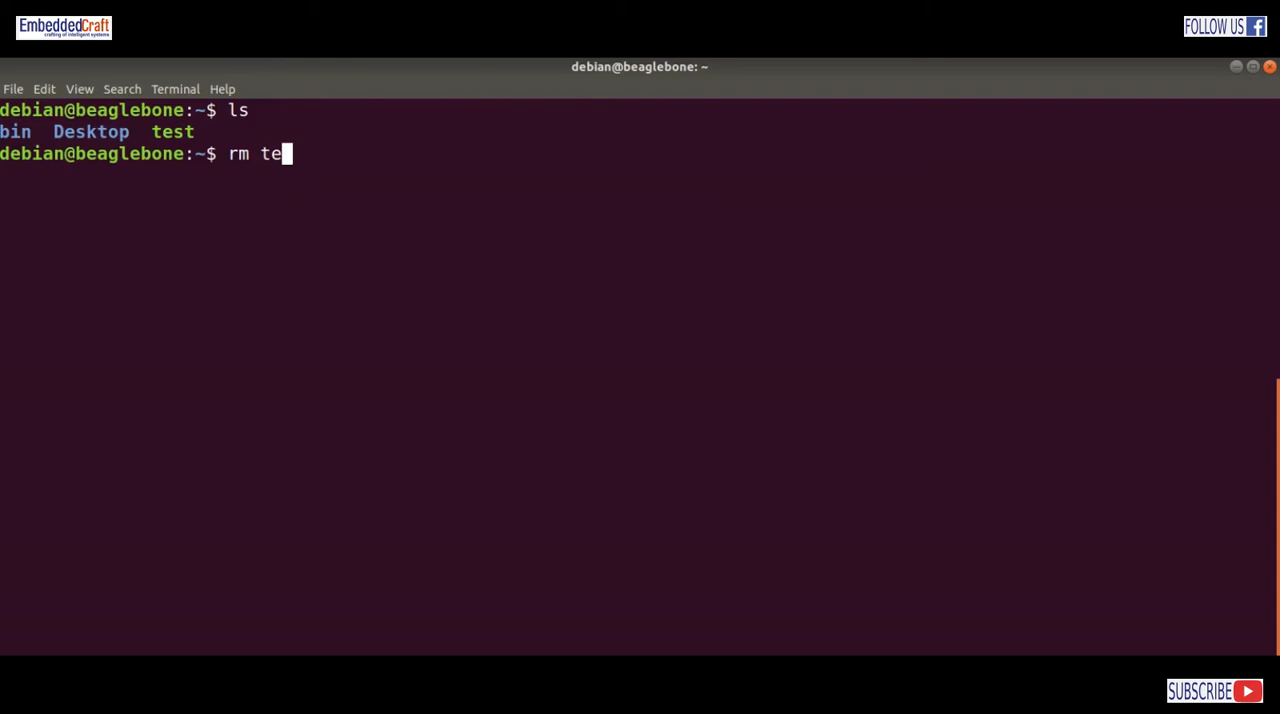 EmbeddedCraft
crafting of intelligent systems
FOLLOW US f
debian@beaglebone: ~
File Edit View Search Terminal Help
debian@beaglebone:~$ ls
bin Desktop test
debian@beaglebone:~$ rm te
SUBSCRIBE